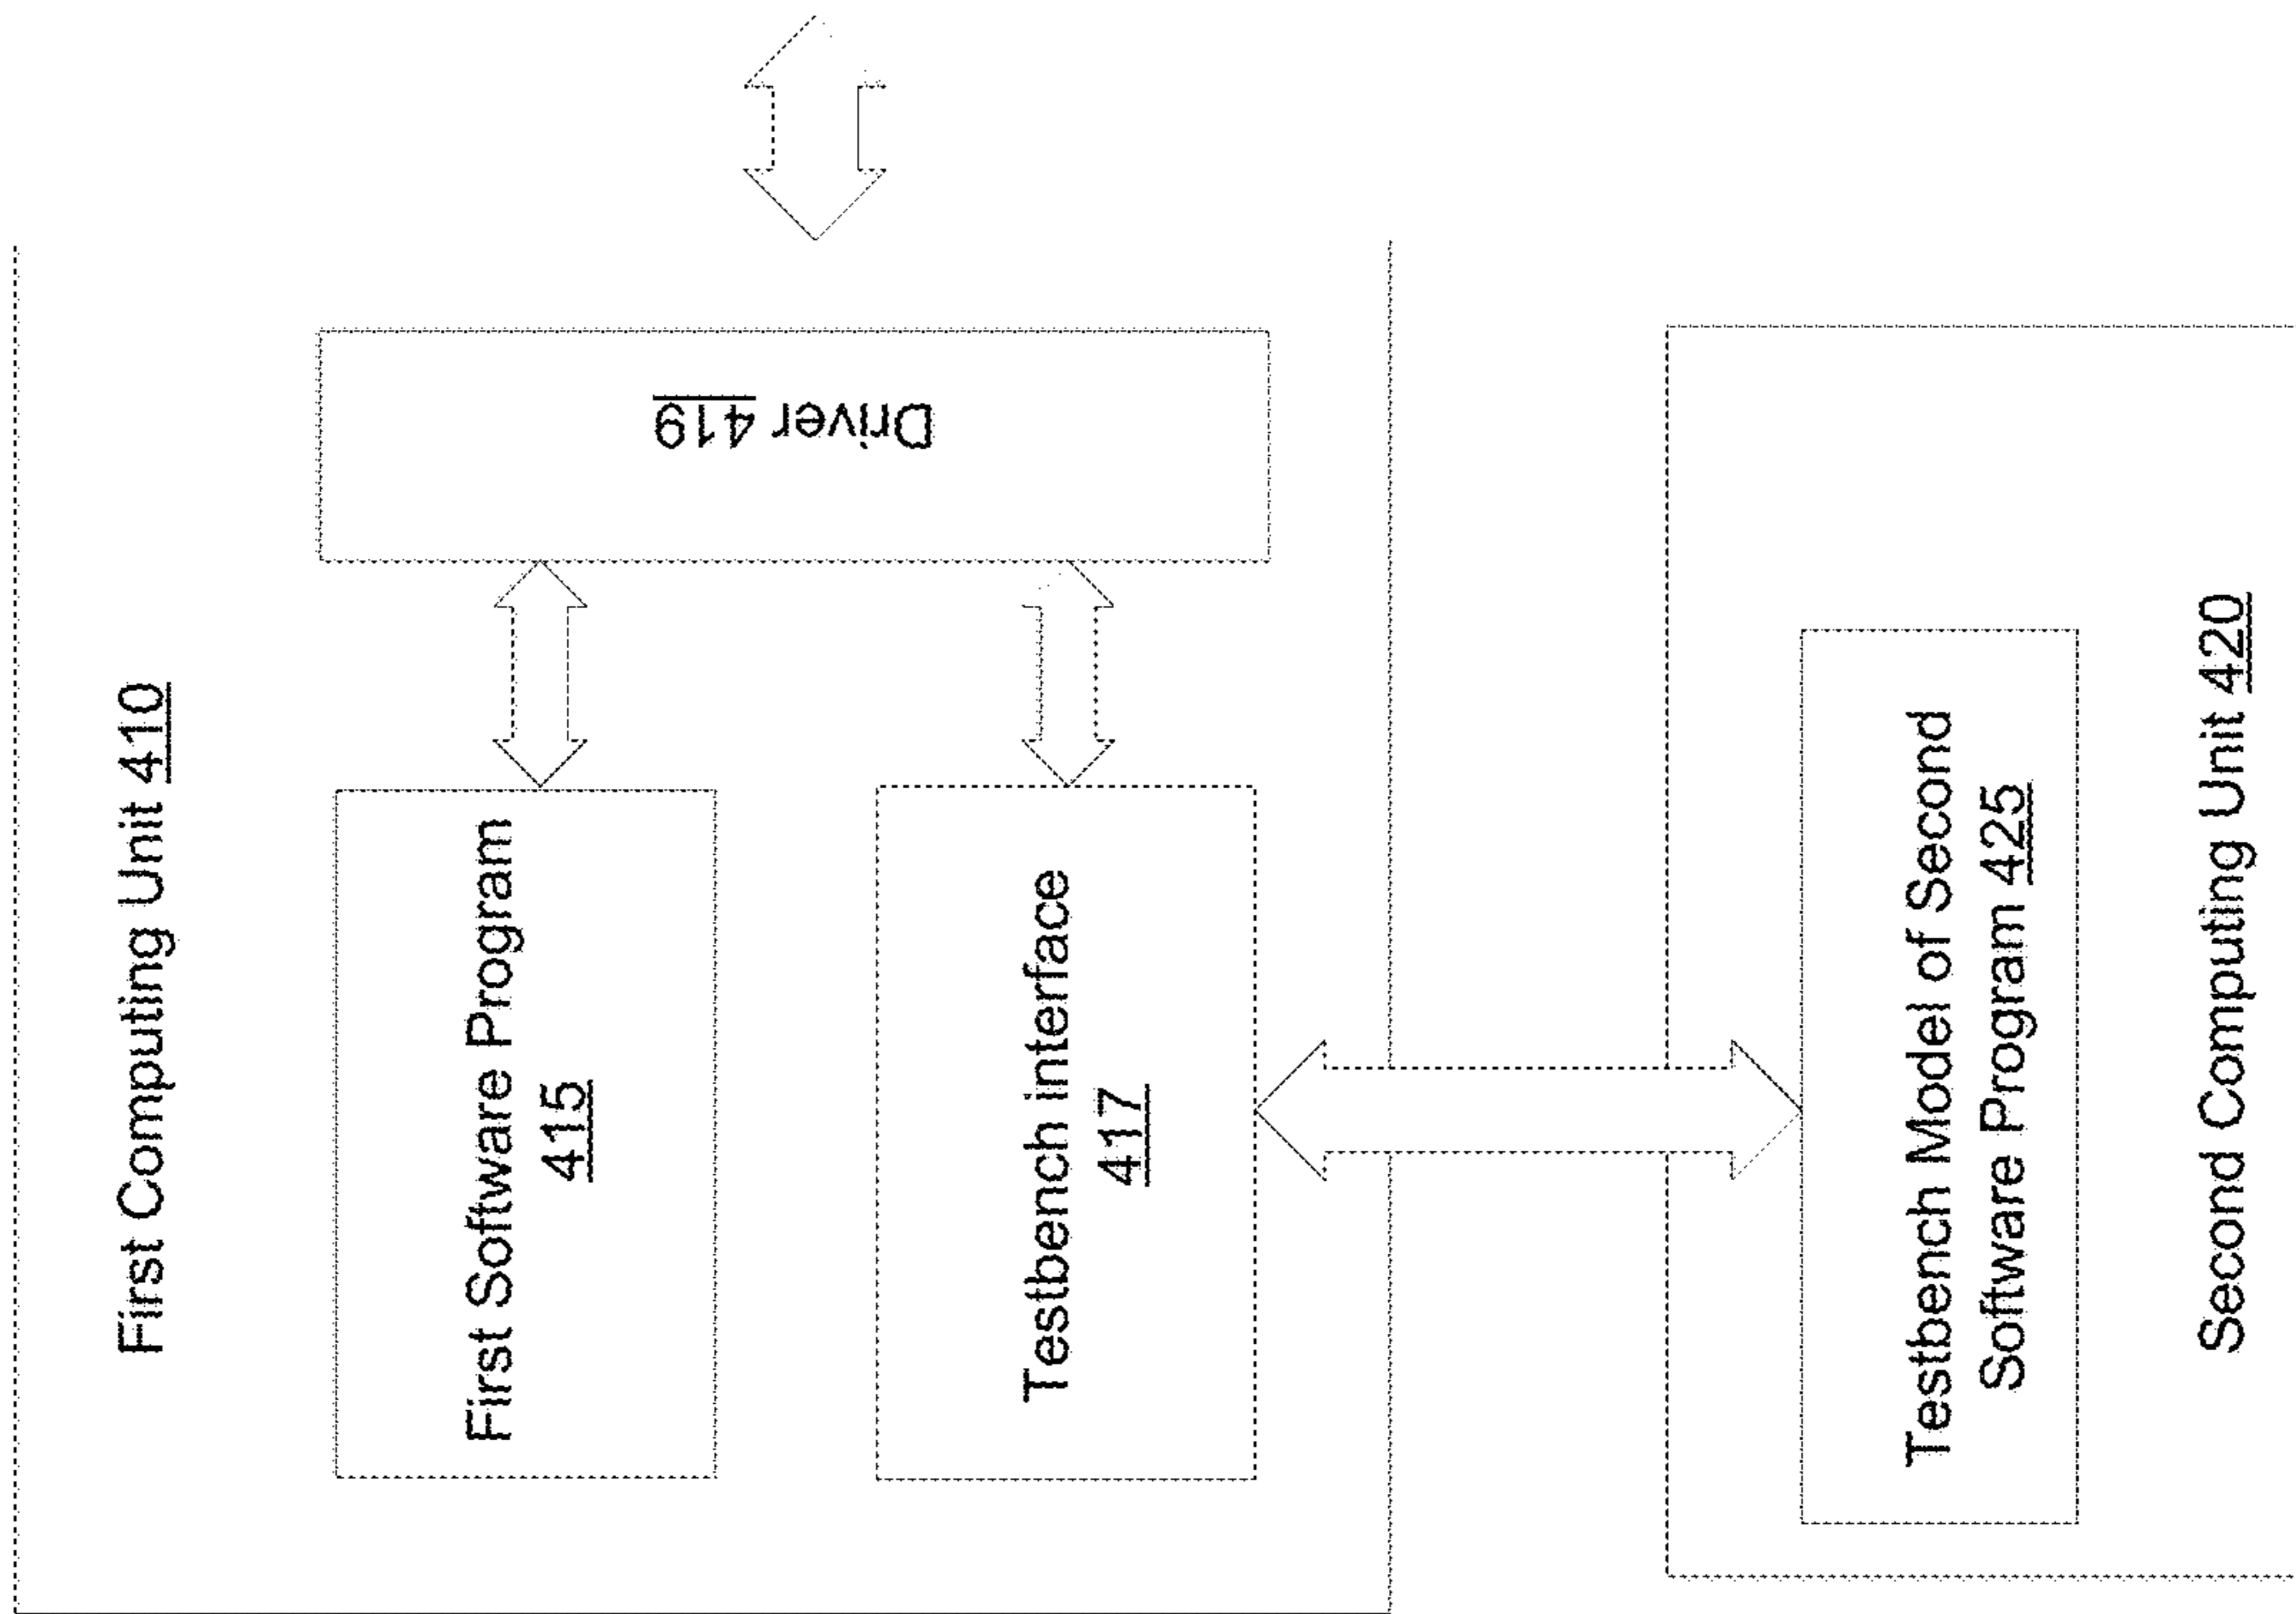 First Computing Unit 410
First Software Program
415
Testbench interface
417
Driver 419
Testbench Model of Second
Software Program 425
Second Computing Unit 420